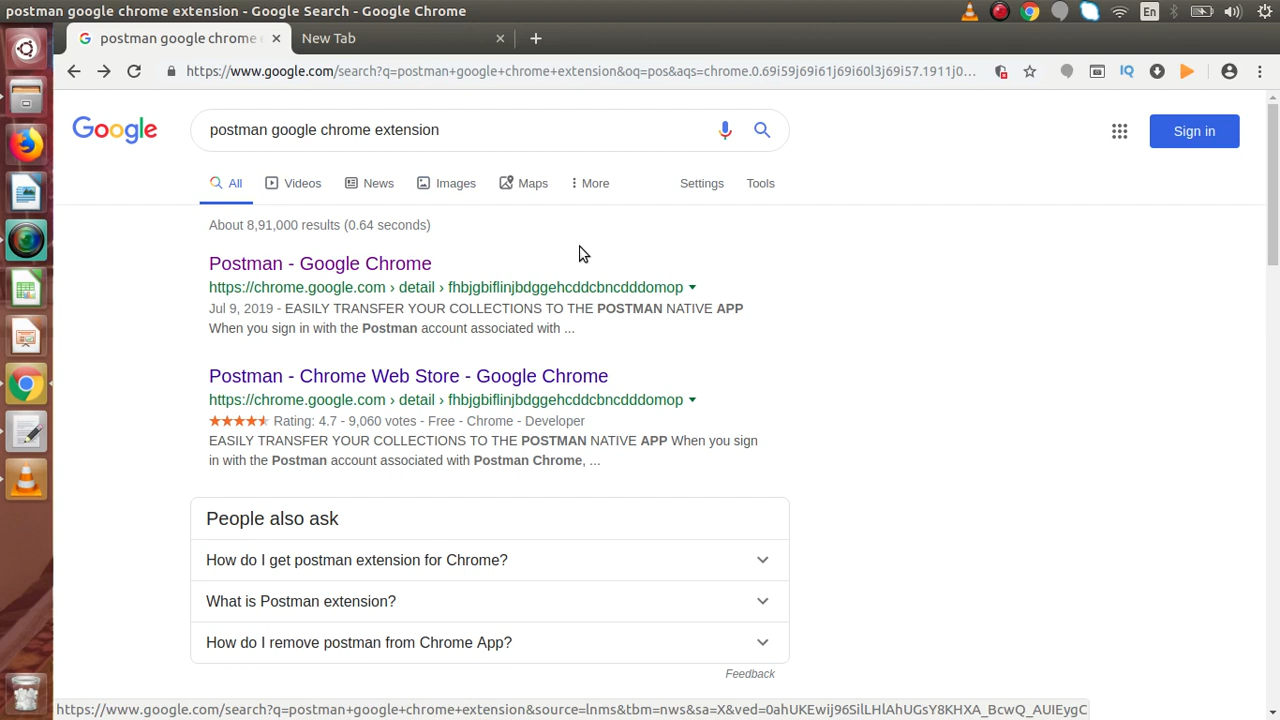 postman google chrome extension - Google Search - Google Chrome
En
postman google chrome e
New Tab
https://www.google.com/search?q=postman+google+chrome+extension&oq=pos&aqs=chrome.0.69i59j69i61j69i60l3j69i57.1911j0...
IQ
Google
postman google chrome extension
Sign in
All
Videos
News
Images
Maps
More
Settings
Tools
About 8,91,000 results (0.64 seconds)
Postman - Google Chrome
https://chrome.google.com › detail › fhbjgbiflinjbdggehcddcbncdddomop
Jul 9, 2019 - EASILY TRANSFER YOUR COLLECTIONS TO THE POSTMAN NATIVE APP
When you sign in with the Postman account associated with ...
Postman - Chrome Web Store - Google Chrome
https://chrome.google.com › detail › fhbjgbiflinjbdggehcddcbncdddomop
Rating: 4.7 - 9,060 votes - Free - Chrome - Developer
EASILY TRANSFER YOUR COLLECTIONS TO THE POSTMAN NATIVE APP When you sign
in with the Postman account associated with Postman Chrome, ...
People also ask
How do I get postman extension for Chrome?
What is Postman extension?
How do I remove postman from Chrome App?
Feedback
https://www.google.com/search?q=postman+google+chrome+extension&source=lnms&tbm=nws&sa=X&ved=0ahUKEwij96SilLHlAhUGsY8KHXA_BcwQ_AUIEygC